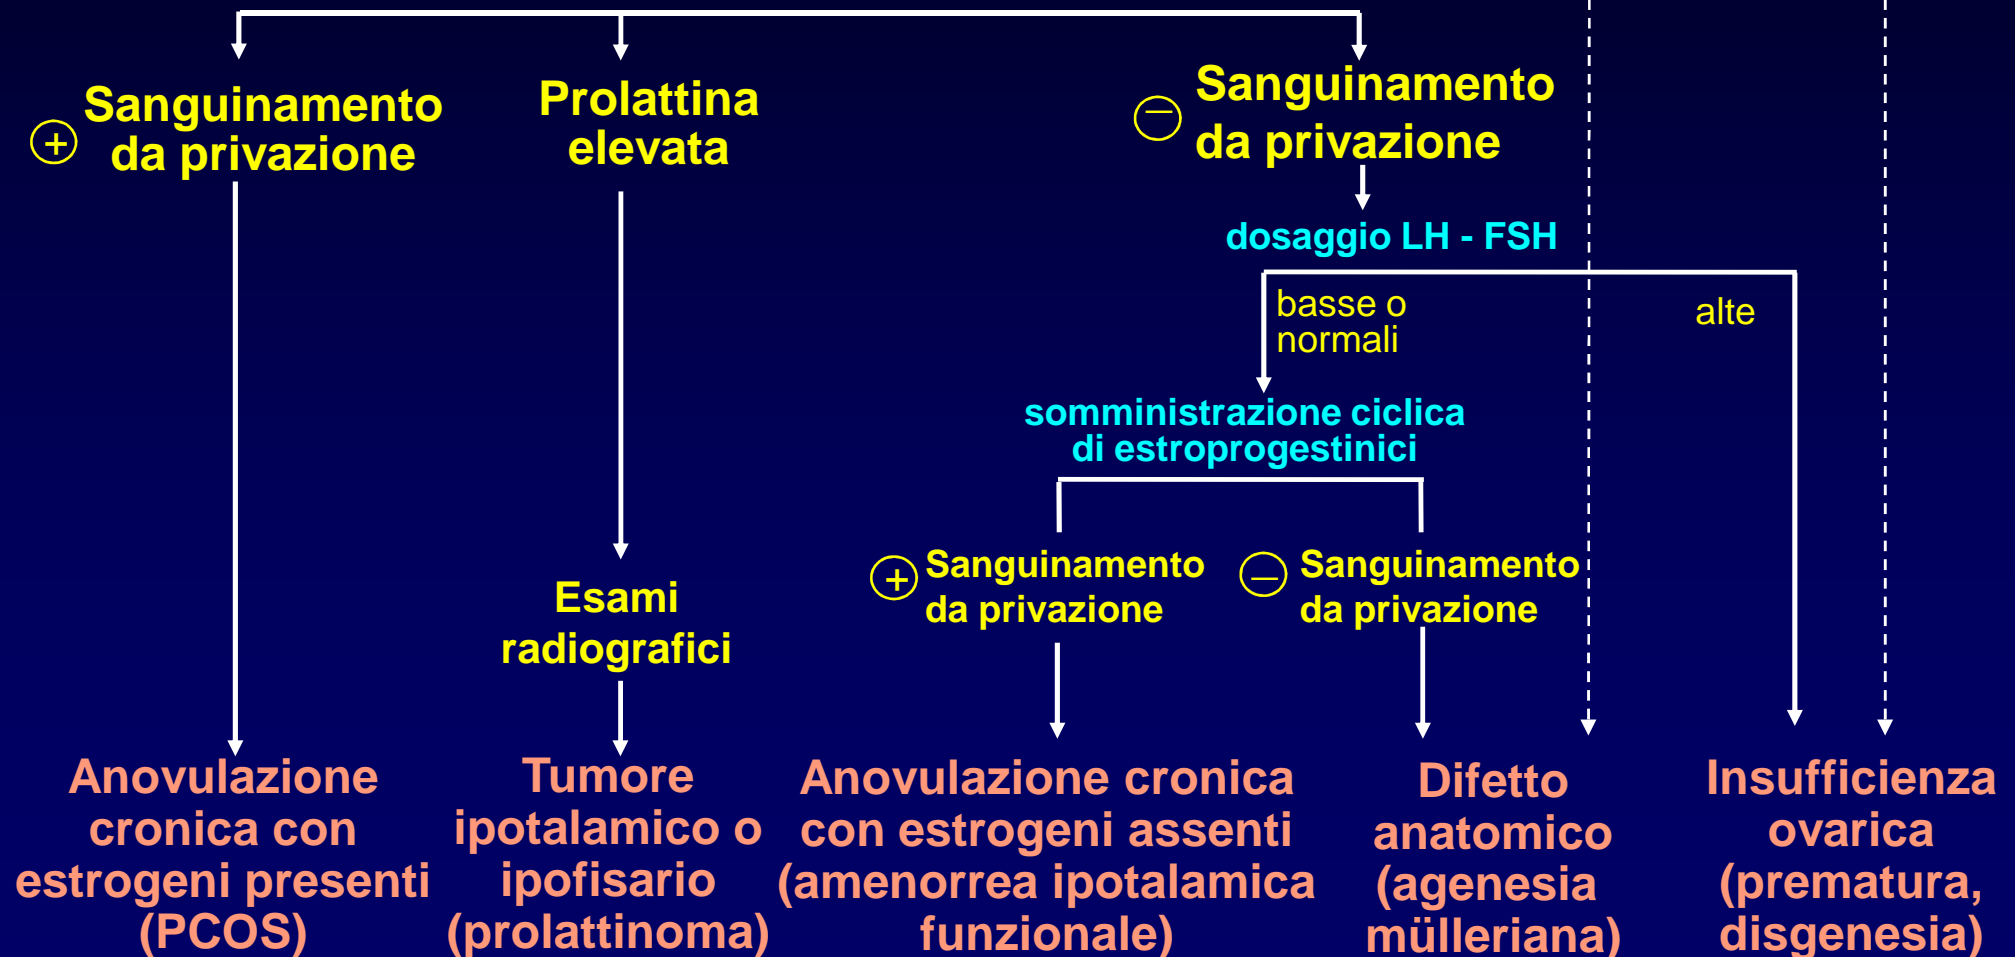 +
Sanguinamento
da privazione
Prolattina
elevata
–
Sanguinamento
da privazione
dosaggio LH - FSH
basse o
normali
alte
somministrazione ciclica
di estroprogestinici
+
Sanguinamento
da privazione
–
Sanguinamento
da privazione
Esami
radiografici
Anovulazione
cronica con
estrogeni presenti
(PCOS)
Tumore
ipotalamico o
ipofisario
(prolattinoma)
Anovulazione cronica
con estrogeni assenti
(amenorrea ipotalamica
funzionale)
Difetto
anatomico
(agenesia
mülleriana)
Insufficienza
ovarica
(prematura,
disgenesia)